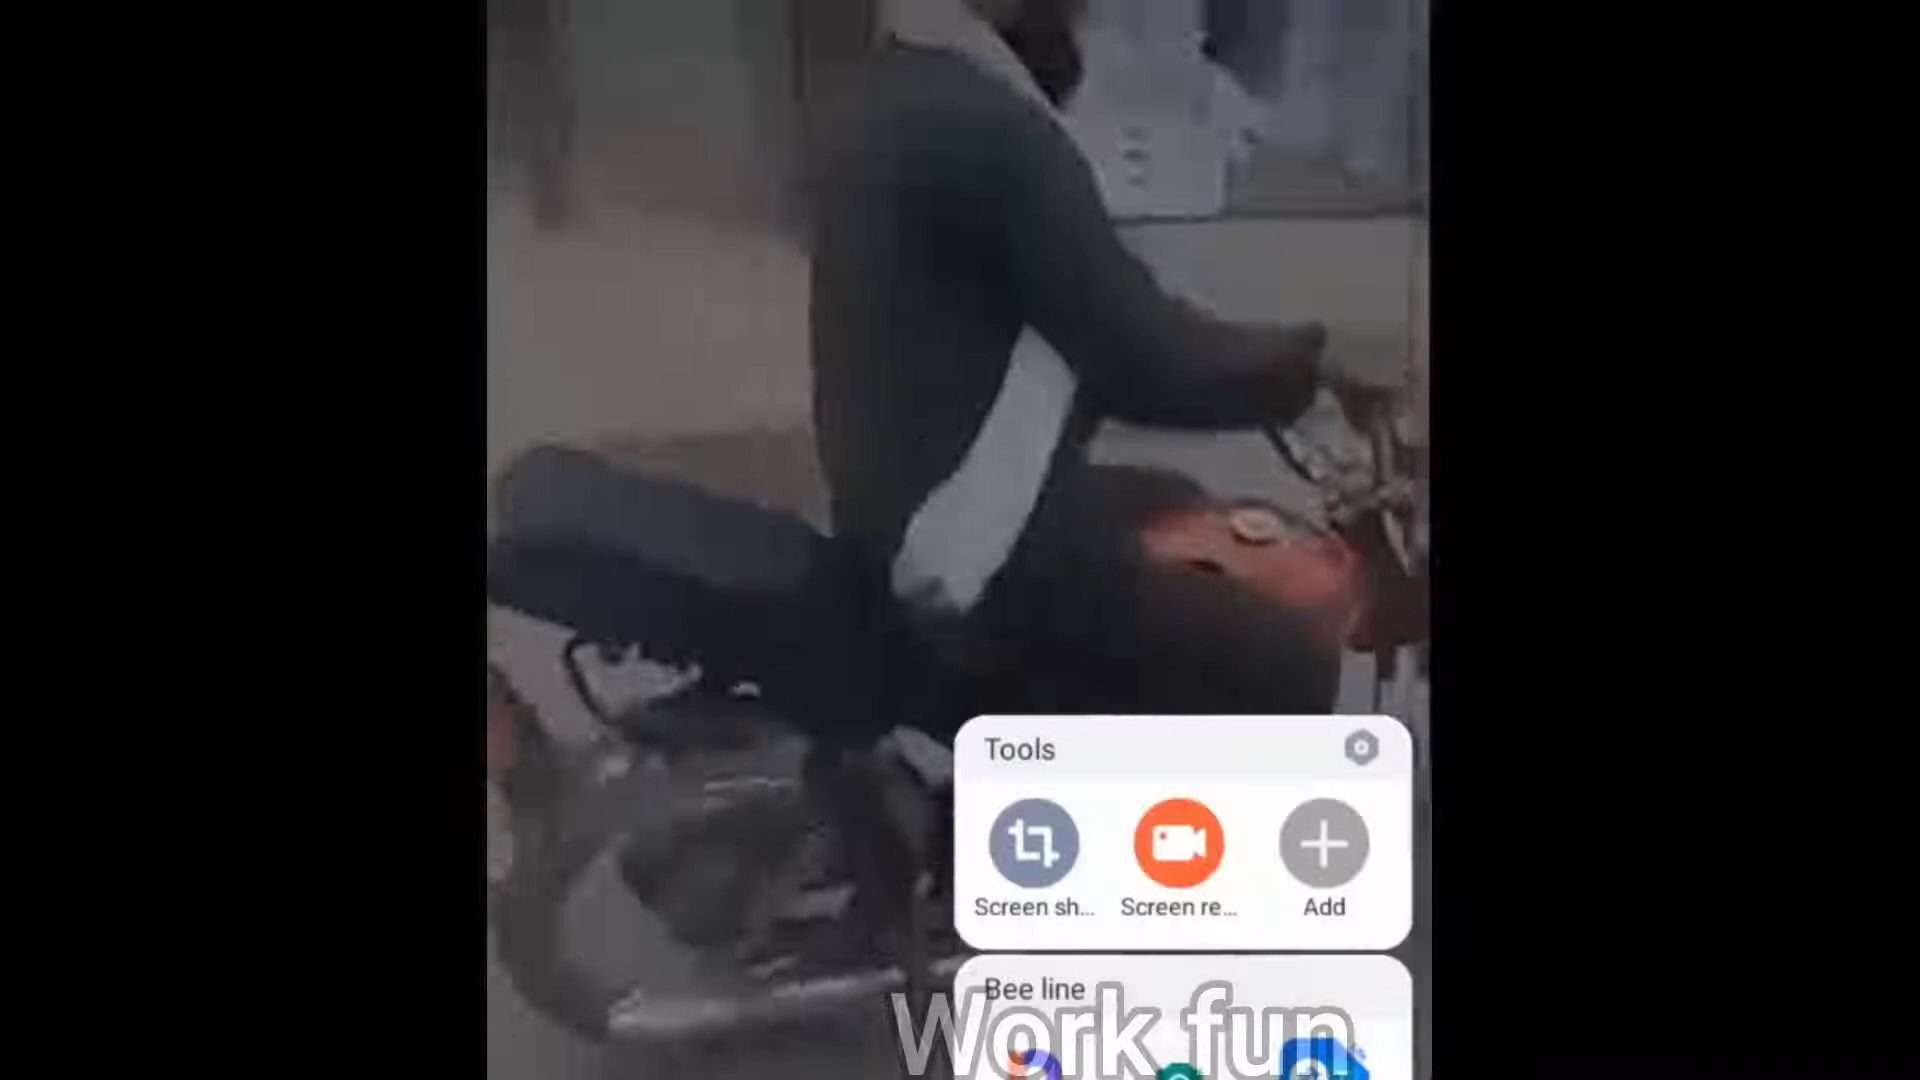 Tools
Screen sh...
Screen re...
Add
Bee line
Work fun